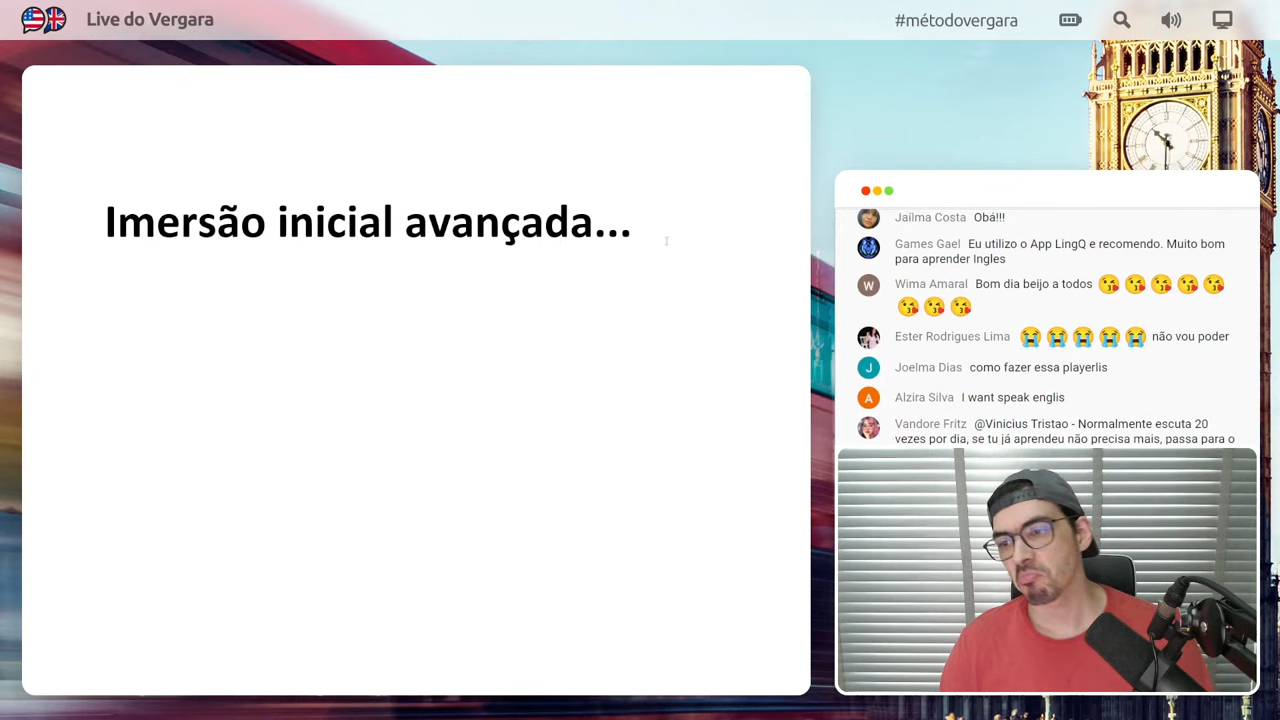 Live do Vergara
#métodovergara
Imersão inicial avançada...
Jaílma Costa Obá!!!
Games Gael Eu utilizo o App LingQ e recomendo. Muito bom
para aprender Ingles
W
Wima Amaral Bom dia beijo a todos 😘😘😘😘😘
😘😘😘
Ester Rodrigues Lima 😭😭😭😭😭 não vou poder
J
Joelma Dias como fazer essa playerlis
A
Alzira Silva I want speak englis
Vandore Fritz @Vinicius Tristao - Normalmente escuta 20
vezes por dia, se tu já aprendeu não precisa mais, passa para o